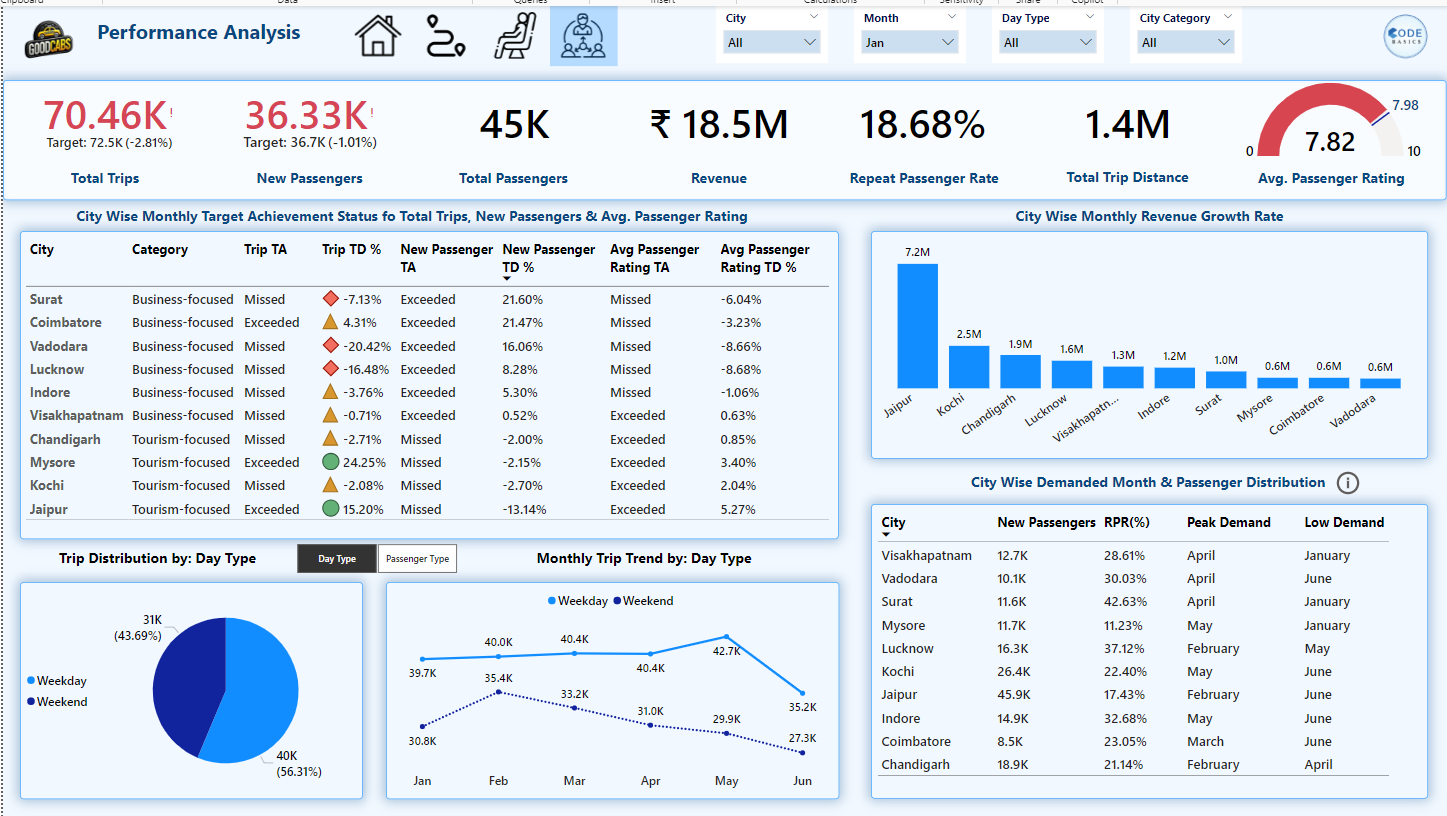 Clipboard
Data
Queries
Insert
Calculations
Sensitivity
Share
Copilot
GOODCABS
Performance Analysis
City
All
Month
Jan
Day Type
All
City Category
All
CODE
BASICS
70.46K!
Target: 72.5K (-2.81%)
Total Trips
36.33K!
Target: 36.7K (-1.01%)
New Passengers
45K
Total Passengers
₹ 18.5M
Revenue
18.68%
Repeat Passenger Rate
1.4M
Total Trip Distance
7.98
7.82
0
10
Avg. Passenger Rating
City Wise Monthly Target Achievement Status fo Total Trips, New Passengers & Avg. Passenger Rating
City Category Trip TA Trip TD % New Passenger TA New Passenger TD % Avg Passenger Rating TA Avg Passenger Rating TD %
Surat Business-focused Missed -7.13% Exceeded 21.60% Missed -6.04%
Coimbatore Business-focused Exceeded 4.31% Exceeded 21.47% Missed -3.23%
Vadodara Business-focused Missed -20.42% Exceeded 16.06% Missed -8.66%
Lucknow Business-focused Missed -16.48% Exceeded 8.28% Missed -8.68%
Indore Business-focused Missed -3.76% Exceeded 5.30% Missed -1.06%
Visakhapatnam Business-focused Missed -0.71% Exceeded 0.52% Exceeded 0.63%
Chandigarh Tourism-focused Missed -2.71% Missed -2.00% Exceeded 0.85%
Mysore Tourism-focused Exceeded 24.25% Missed -2.15% Exceeded 3.40%
Kochi Tourism-focused Missed -2.08% Missed -2.70% Exceeded 2.04%
Jaipur Tourism-focused Exceeded 15.20% Missed -13.14% Exceeded 5.27%
City Wise Monthly Revenue Growth Rate
7.2M 2.5M 1.9M 1.6M 1.3M 1.2M 1.0M 0.6M 0.6M 0.6M
Jaipur Kochi Chandigarh Lucknow Visakhapatn... Indore Surat Mysore Coimbatore Vadodara
City Wise Demanded Month & Passenger Distribution i
City New Passengers RPR(%) Peak Demand Low Demand
Visakhapatnam 12.7K 28.61% April January
Vadodara 10.1K 30.03% April June
Surat 11.6K 42.63% April January
Mysore 11.7K 11.23% May January
Lucknow 16.3K 37.12% February May
Kochi 26.4K 22.40% May June
Jaipur 45.9K 17.43% February June
Indore 14.9K 32.68% May June
Coimbatore 8.5K 23.05% March June
Chandigarh 18.9K 21.14% February April
Trip Distribution by: Day Type
Day Type
Passenger Type
31K
(43.69%)
Weekday
Weekend
40K
(56.31%)
Monthly Trip Trend by: Day Type
Weekday Weekend
39.7K 40.0K 40.4K 40.4K 42.7K 35.2K
30.8K 35.4K 33.2K 31.0K 29.9K 27.3K
Jan Feb Mar Apr May Jun